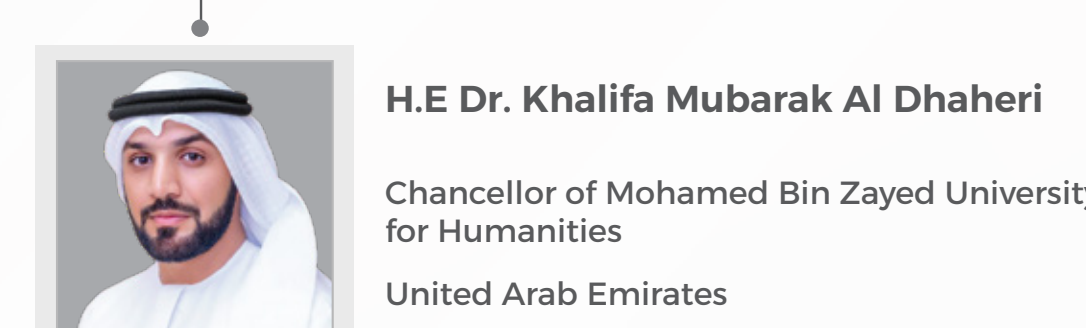 H.E Dr. Khalifa Mubarak Al Dhaheri
Chancellor of Mohamed Bin Zayed University
for Humanities
United Arab Emirates